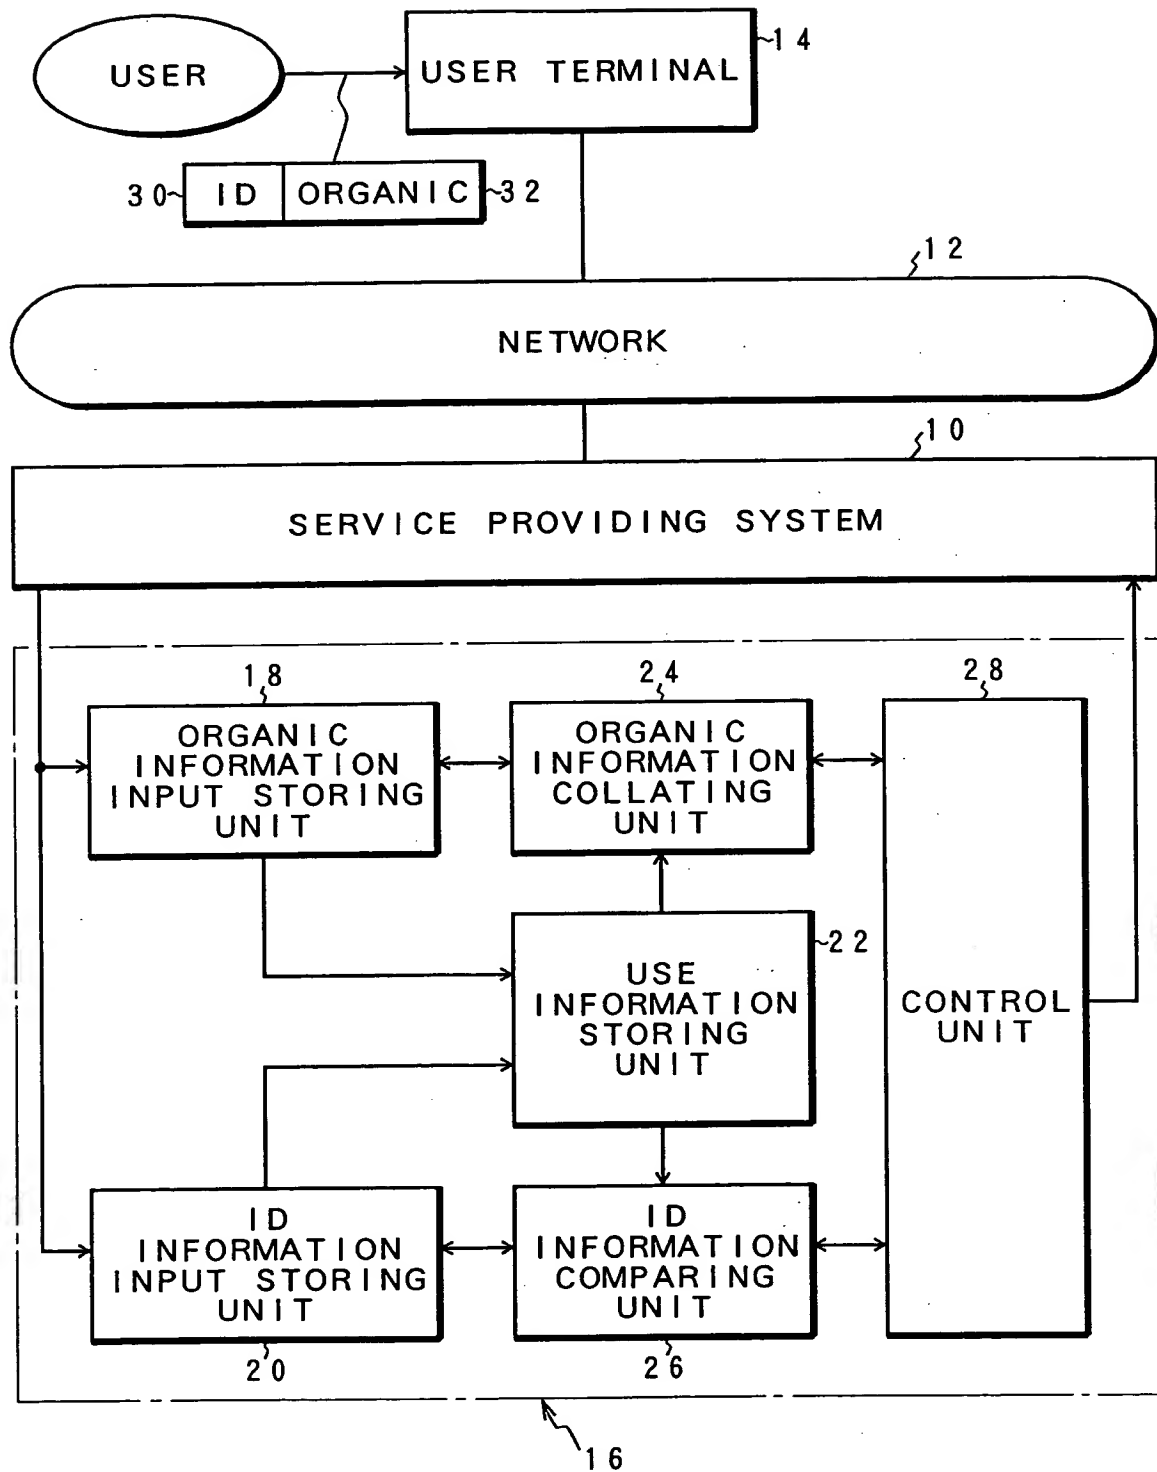 USER
USER TERMINAL
14
30
ID
ORGANIC
32
12
NETWORK
10
SERVICE PROVIDING SYSTEM
18
ORGANIC
INFORMATION
INPUT STORING
UNIT
24
ORGANIC
INFORMATION
COLLATING
UNIT
28
CONTROL
UNIT
22
USE
INFORMATION
STORING
UNIT
ID
INFORMATION
INPUT STORING
UNIT
20
ID
INFORMATION
COMPARING
UNIT
26
16